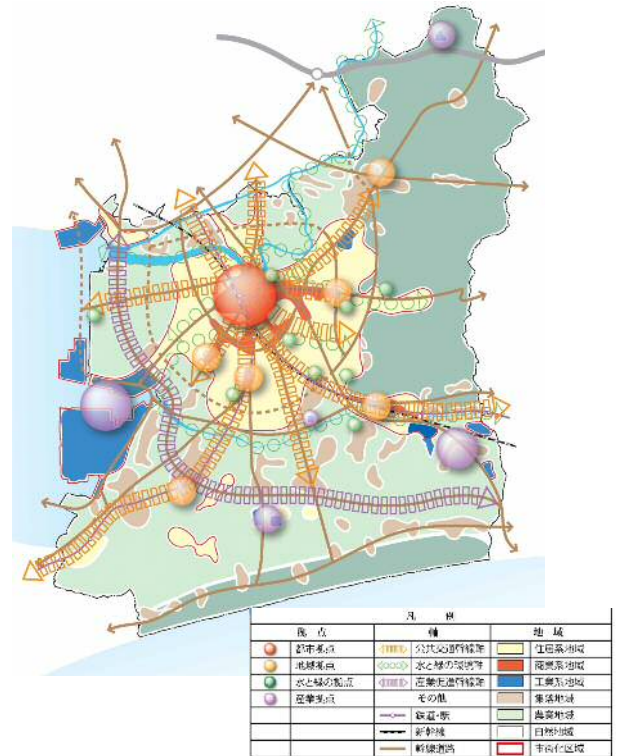 凡 例
拠 点 軸 地 域
都市拠点 公共交通幹線軸 住居系地域
地域拠点 水と緑の環境軸 商業系地域
水と緑の拠点 産業促進幹線軸 工業系地域
産業拠点 その他 集落地域
鉄道・駅 農業地域
新幹線 自然地域
幹線道路 市街化区域